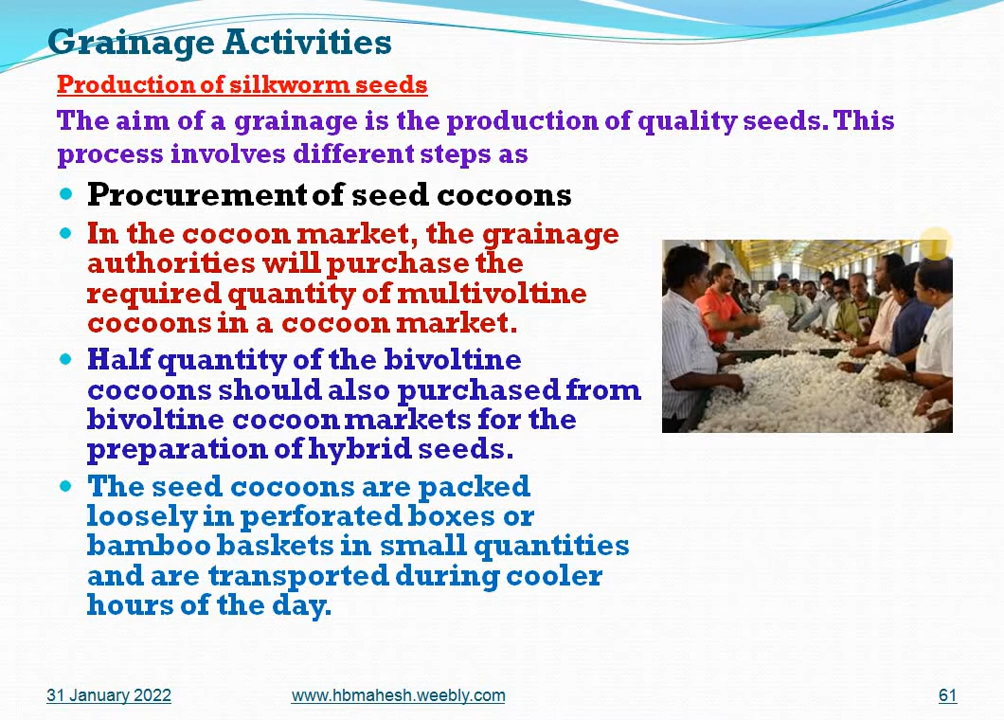 Grainage Activities
Production of silkworm seeds
The aim of a grainage is the production of quality seeds. This
process involves different steps as
• Procurement of seed cocoons
• In the cocoon market, the grainage
authorities will purchase the
required quantity of multivoltine
cocoons in a cocoon market.
• Half quantity of the bivoltine
cocoons should also purchased from
bivoltine cocoon markets for the
preparation of hybrid seeds.
• The seed cocoons are packed
loosely in perforated boxes or
bamboo baskets in small quantities
and are transported during cooler
hours of the day.
31 January 2022 www.hbmahesh.weebly.com 61